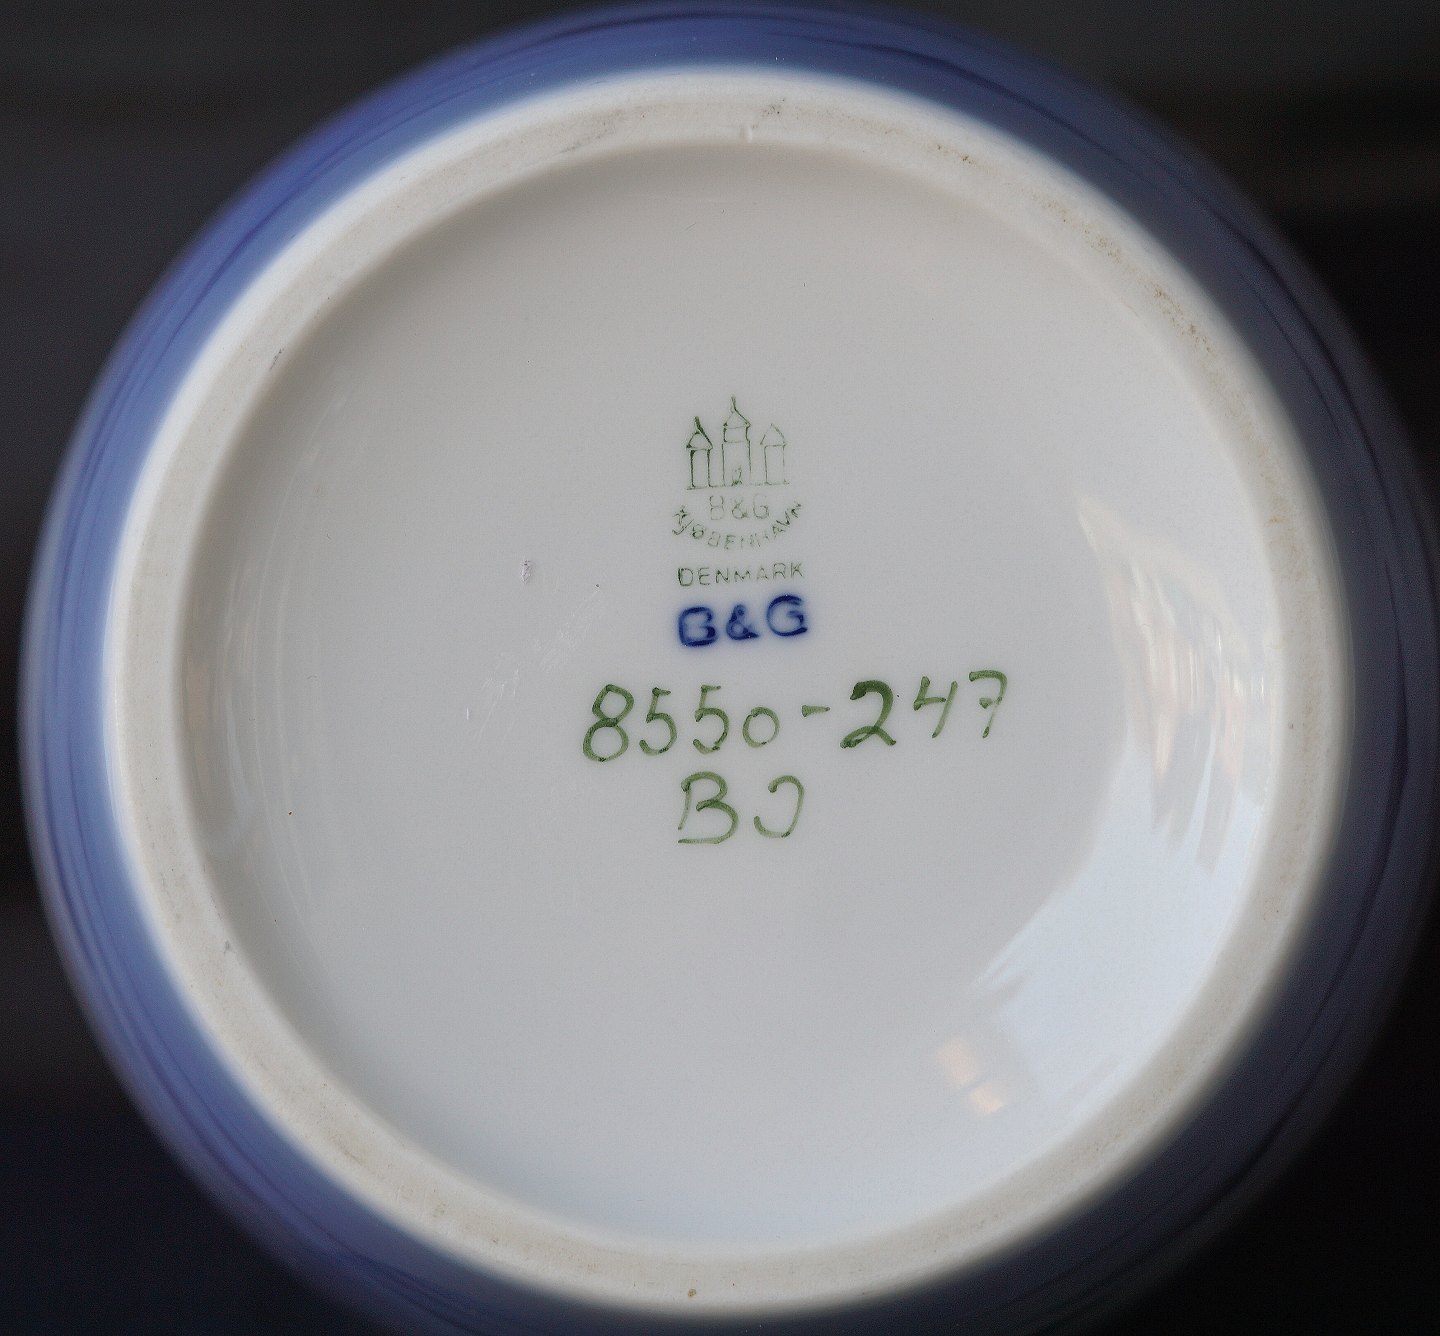 B&G
KJØBENHAVN
DENMARK
B&G
8550-247
BJ